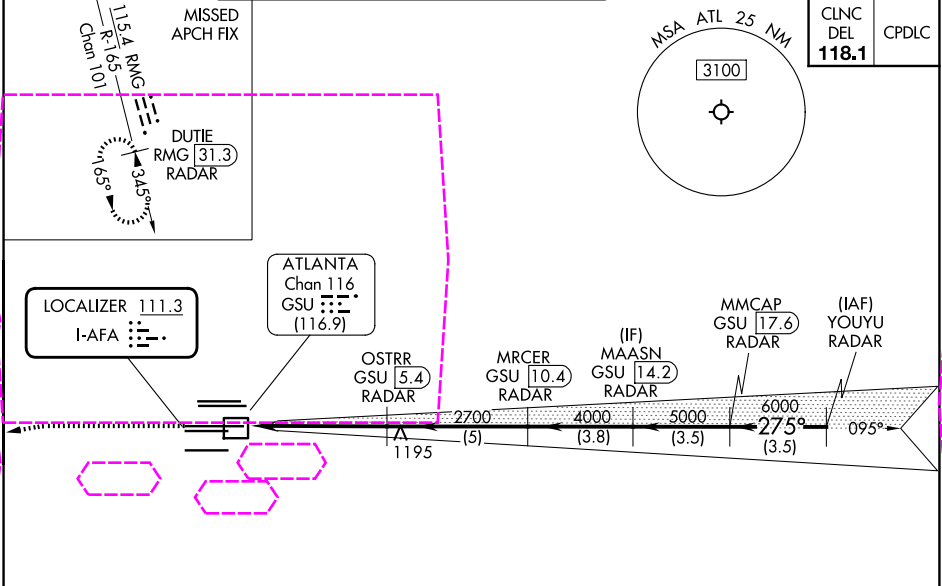 MISSED
APCH FIX
115.4 RMG
R-165
Chan 101
DUTIE
RMG 31.3
RADAR
165°
345°
MSA ATL 25 NM
3100
CLNC
DEL
118.1
CPDLC
LOCALIZER 111.3
I-AFA
ATLANTA
Chan 116
GSU
(116.9)
OSTRR
GSU 5.4
RADAR
MRCER
GSU 10.4
RADAR
(IF)
MAASN
GSU 14.2
RADAR
MMCAP
GSU 17.6
RADAR
(IAF)
YOUYU
RADAR
2700
(5)
4000
(3.8)
5000
(3.5)
6000
275°
(3.5)
095°
1195